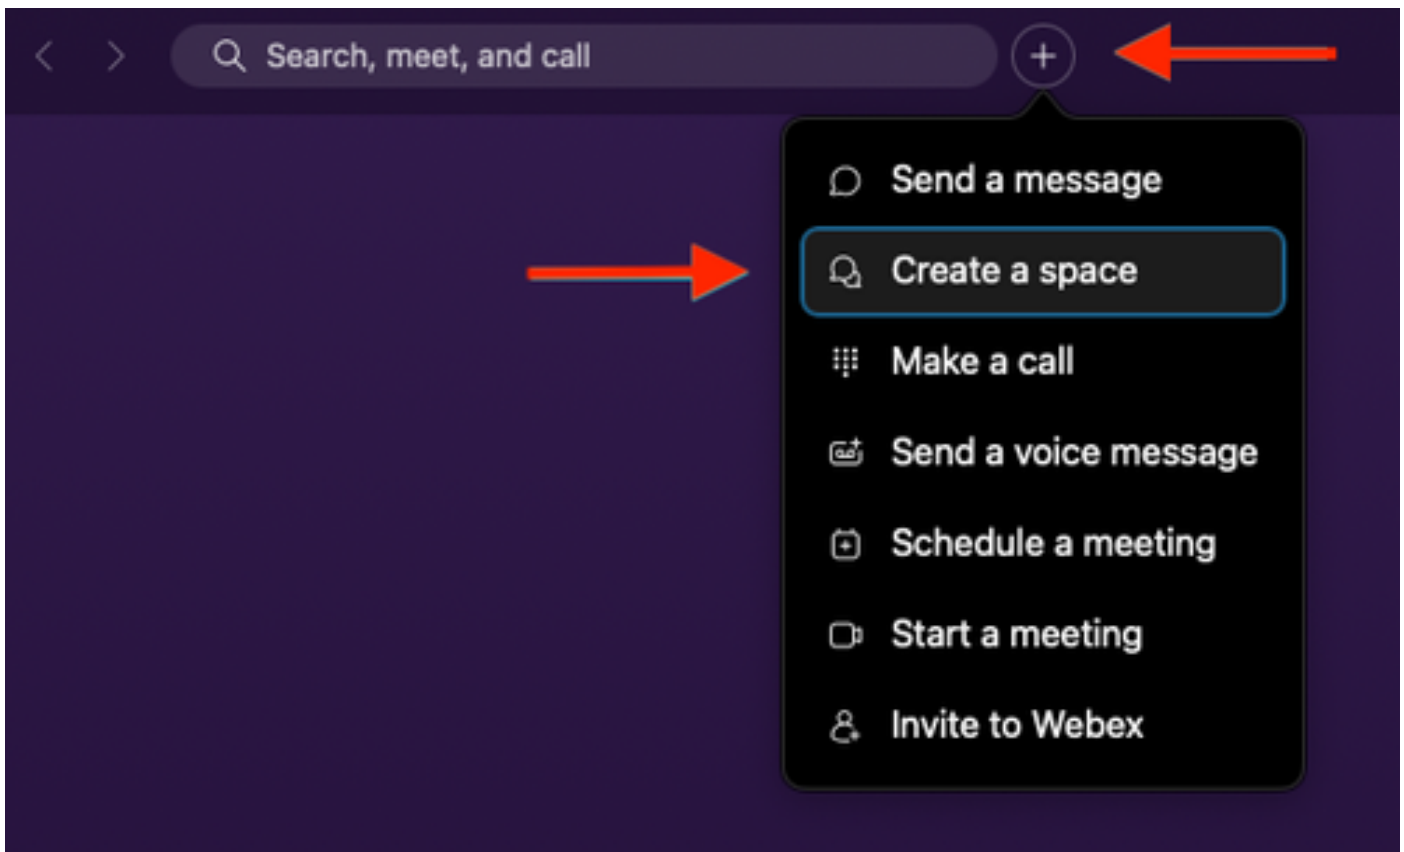 Search, meet, and call
Send a message
Create a space
Make a call
Send a voice message
Schedule a meeting
Start a meeting
Invite to Webex